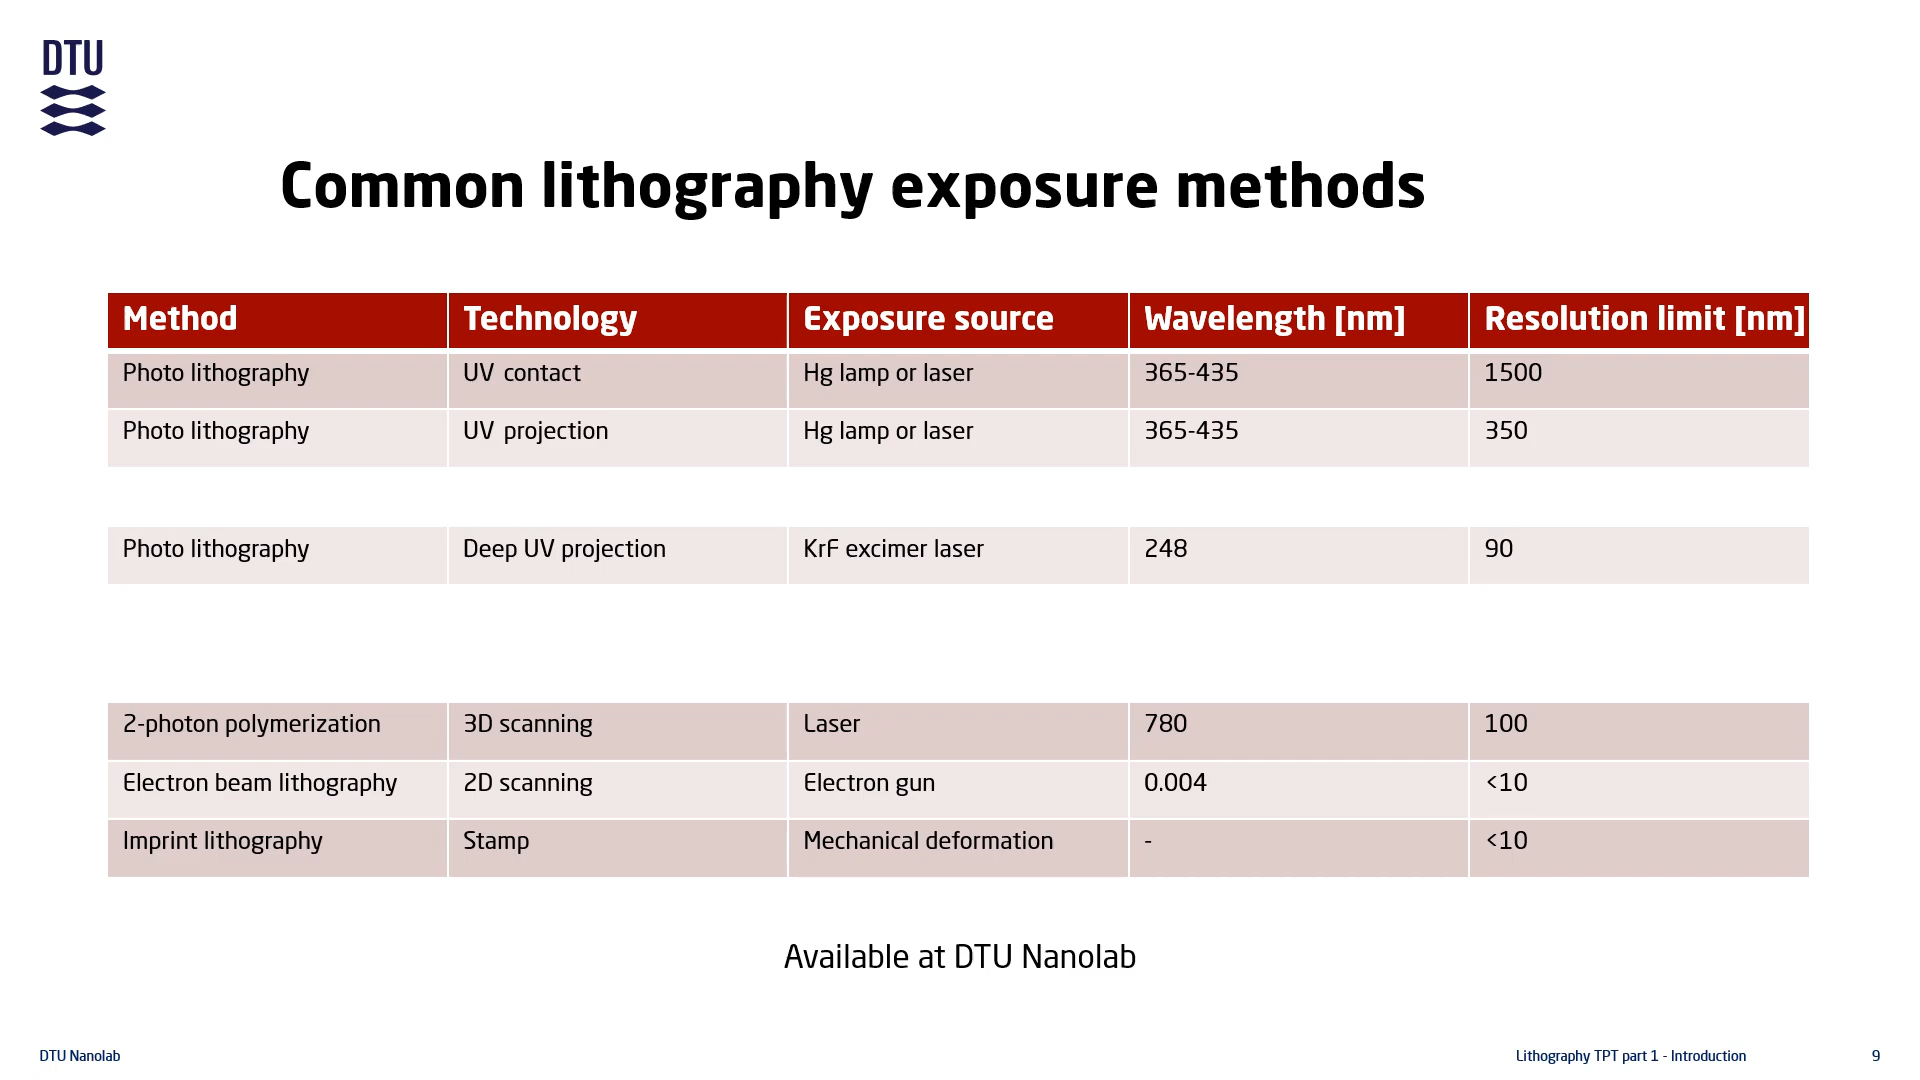 DTU
Common lithography exposure methods
Method Technology Exposure source Wavelength [nm] Resolution limit [nm]
Photo lithography UV contact Hg lamp or laser 365-435 1500
Photo lithography UV projection Hg lamp or laser 365-435 350
Photo lithography Deep UV projection KrF excimer laser 248 90
2-photon polymerization 3D scanning Laser 780 100
Electron beam lithography 2D scanning Electron gun 0.004 <10
Imprint lithography Stamp Mechanical deformation - <10
Available at DTU Nanolab
DTU Nanolab Lithography TPT part 1 - Introduction 9